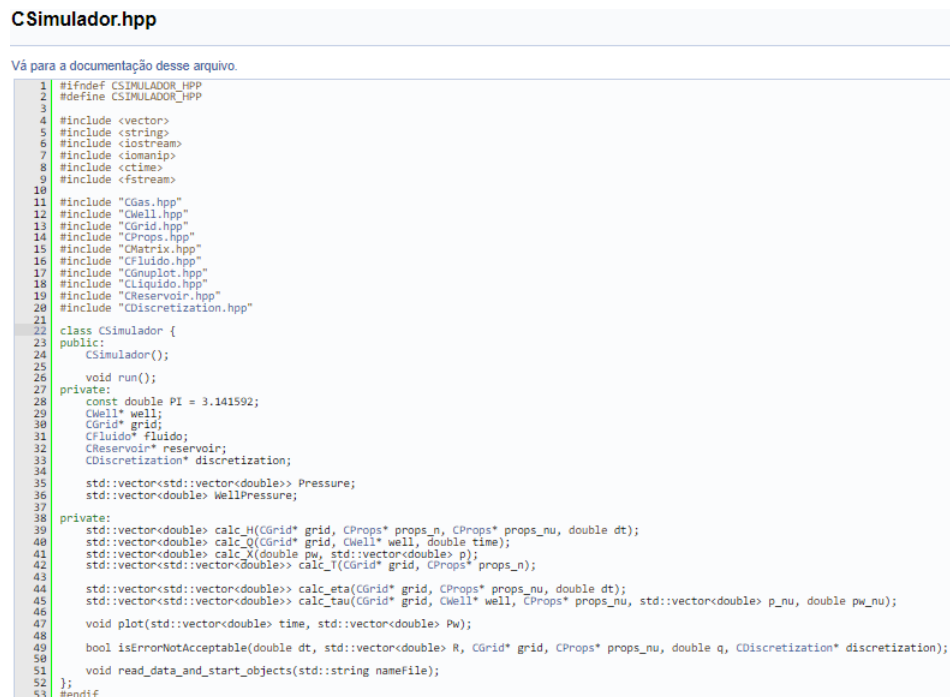 CSimulador.hpp
Vá para a documentação desse arquivo.
1 #ifndef CSIMULADOR_HPP
2 #define CSIMULADOR_HPP
3
4 #include <vector>
5 #include <string>
6 #include <iostream>
7 #include <iomanip>
8 #include <ctime>
9 #include <fstream>
10
11 #include "CGas.hpp"
12 #include "CWell.hpp"
13 #include "CGrid.hpp"
14 #include "CProps.hpp"
15 #include "CMatrix.hpp"
16 #include "CFluido.hpp"
17 #include "CGnuplot.hpp"
18 #include "CLiquido.hpp"
19 #include "CReservoir.hpp"
20 #include "CDiscretization.hpp"
21
22 class CSimulador {
23 public:
24     CSimulador();
25
26     void run();
27 private:
28     const double PI = 3.141592;
29     CWell* well;
30     CGrid* grid;
31     CFluido* fluido;
32     CReservoir* reservoir;
33     CDiscretization* discretization;
34
35     std::vector<std::vector<double>> Pressure;
36     std::vector<double> WellPressure;
37
38 private:
39     std::vector<double> calc_H(CGrid* grid, CProps* props_n, CProps* props_nu, double dt);
40     std::vector<double> calc_Q(CGrid* grid, CWell* well, double time);
41     std::vector<double> calc_X(double pw, std::vector<double> p);
42     std::vector<std::vector<double>> calc_T(CGrid* grid, CProps* props_n);
43
44     std::vector<std::vector<double>> calc_eta(CGrid* grid, CProps* props_nu, double dt);
45     std::vector<std::vector<double>> calc_tau(CGrid* grid, CWell* well, CProps* props_nu, std::vector<double> p_nu, double pw_nu);
46
47     void plot(std::vector<double> time, std::vector<double> Pw);
48
49     bool isErrorNotAcceptable(double dt, std::vector<double> R, CGrid* grid, CProps* props_nu, double q, CDiscretization* discretization);
50
51     void read_data_and_start_objects(std::string nameFile);
52 };
53 #endif